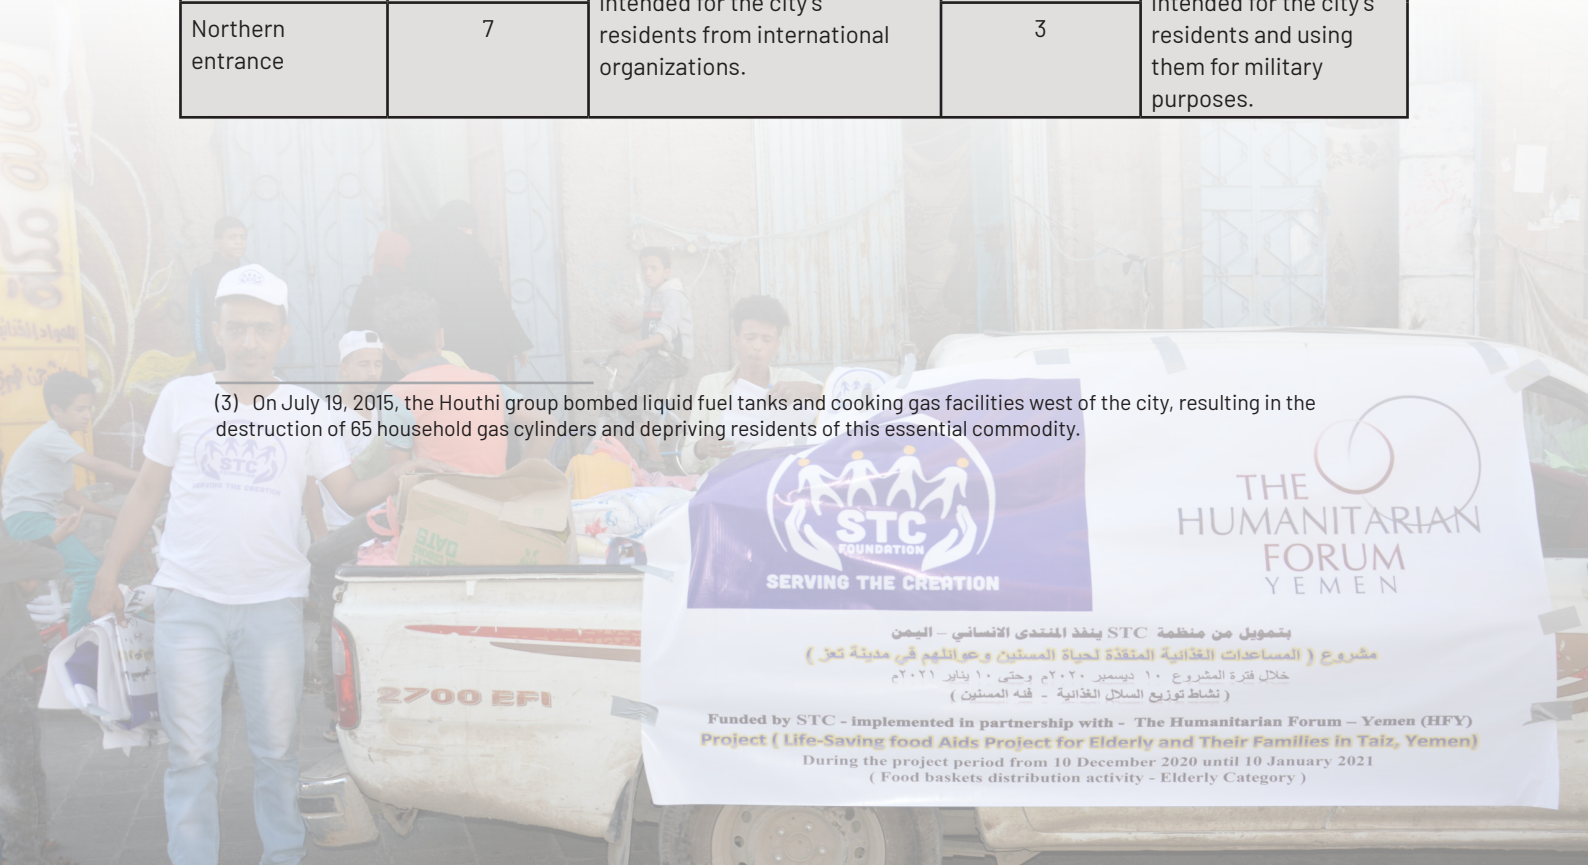 intended for the city's
intended for the city's
Northern
entrance
7
residents from international
organizations.
3
residents and using
them for military
purposes.
(3) On July 19, 2015, the Houthi group bombed liquid fuel tanks and cooking gas facilities west of the city, resulting in the
destruction of 65 household gas cylinders and depriving residents of this essential commodity.
STC
SERVING THE CREATION
STC
FOUNDATION
SERVING THE CREATION
THE
HUMANITARIAN
FORUM
YEMEN
بتمويل من منظمة STC ينفذ المنتدى الانساني – اليمن
مشروع ( المساعدات الغذائية المنقذة لحياة المسنين وعوائلهم في مدينة تعز )
خلال فترة المشروع ١٠ ديسمبر ٢٠٢٠م وحتى ١٠ يناير ٢٠٢١م
( نشاط توزيع السلال الغذائية - فئه المسنين )
Funded by STC - implemented in partnership with - The Humanitarian Forum – Yemen (HFY)
Project ( Life-Saving food Aids Project for Elderly and Their Families in Taiz, Yemen)
During the project period from 10 December 2020 until 10 January 2021
( Food baskets distribution activity - Elderly Category )
2700 EFI
DATE